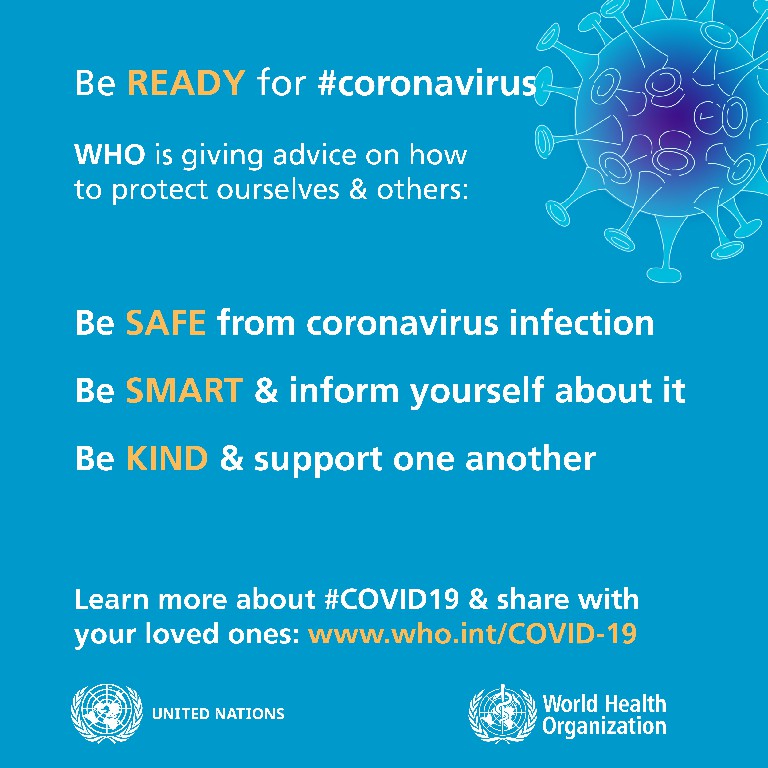 Be READY for #coronavirus
WHO is giving advice on how
to protect ourselves & others:
Be SAFE from coronavirus infection
Be SMART & inform yourself about it
Be KIND & support one another
Learn more about #COVID19 & share with
your loved ones: www.who.int/COVID-19
UNITED NATIONS
World Health
Organization